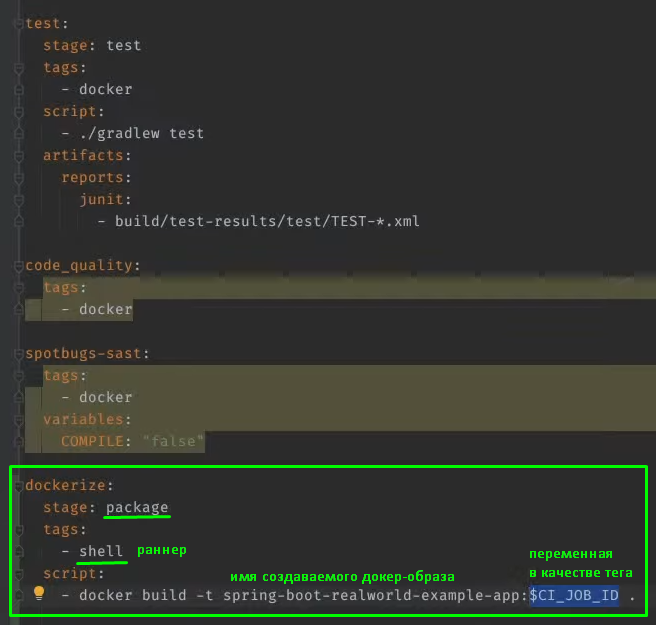 test:
stage: test
tags:
- docker
script:
- ./gradlew test
artifacts:
reports:
junit:
- build/test-results/test/TEST-*.xml
code_quality:
tags:
- docker
spotbugs-sast:
tags:
- docker
variables:
COMPILE: "false"
dockerize:
stage: package
tags:
- shell раннер
script:
имя создаваемого докер-образа
переменная
в качестве тега
- docker build -t spring-boot-realworld-example-app:$CI_JOB_ID .